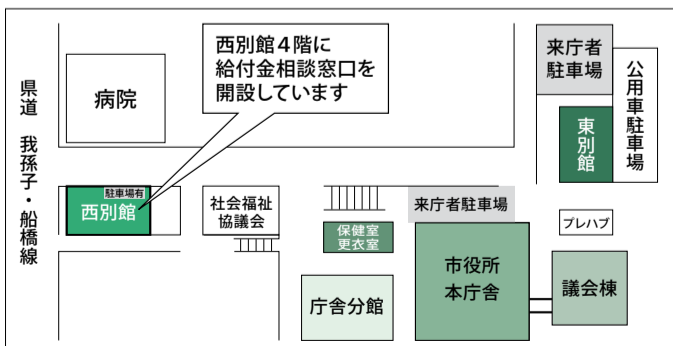 西別館４階に
給付金相談窓口を
開設しています
来庁者
駐車場
公用車駐車場
県道　我孫子・船橋線
病院
東別館
駐車場有
西別館
社会福祉
協議会
来庁者駐車場
保健室
更衣室
プレハブ
市役所
本庁舎
議会棟
庁舎分館